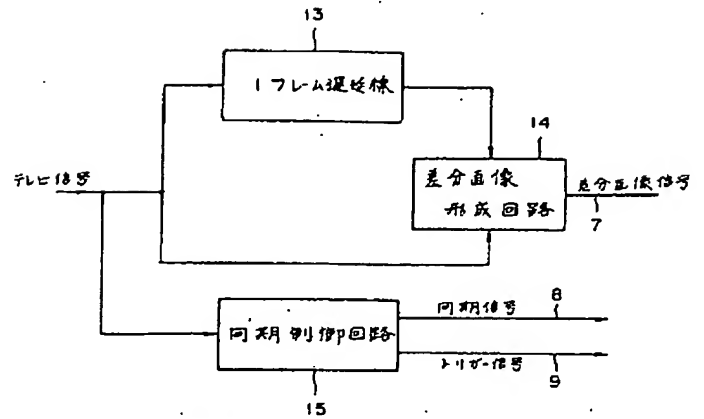 13
1フレーム遅延線
14
テレビ信号
差分画像
形成回路
差分画像信号
7
同期制御回路
同期信号
8
トリガー信号
9
15